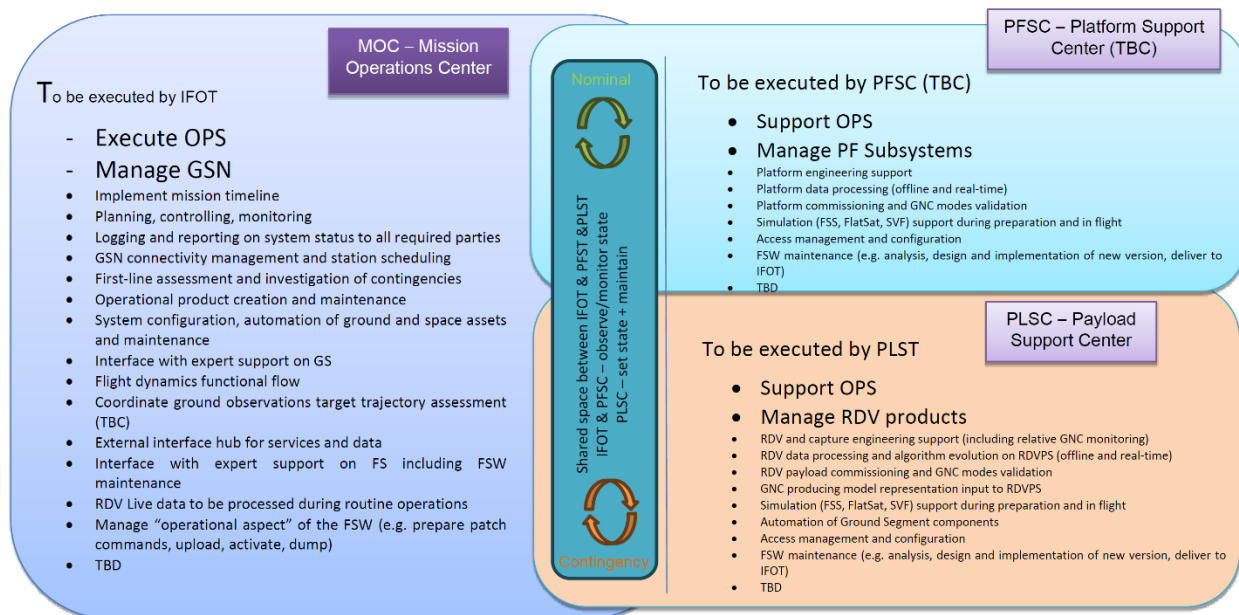 MOC – Mission
Operations Center
To be executed by IFOT
- Execute OPS
- Manage GSN
• Implement mission timeline
• Planning, controlling, monitoring
• Logging and reporting on system status to all required parties
• GSN connectivity management and station scheduling
• First-line assessment and investigation of contingencies
• Operational product creation and maintenance
• System configuration, automation of ground and space assets
and maintenance
• Interface with expert support on GS
• Flight dynamics functional flow
• Coordinate ground observations target trajectory assessment
(TBC)
• External interface hub for services and data
• Interface with expert support on FS including FSW
maintenance
• RDV Live data to be processed during routine operations
• Manage “operational aspect” of the FSW (e.g. prepare patch
commands, upload, activate, dump)
• TBD
Nominal
Shared space between IFOT & PFST &PLST
IFOT & PFSC – observe/monitor state
PLSC – set state + maintain
Contingency
PFSC – Platform Support
Center (TBC)
To be executed by PFSC (TBC)
• Support OPS
• Manage PF Subsystems
• Platform engineering support
• Platform data processing (offline and real-time)
• Platform commissioning and GNC modes validation
• Simulation (FSS, FlatSat, SVF) support during preparation and in flight
• Access management and configuration
• FSW maintenance (e.g. analysis, design and implementation of new version, deliver to
IFOT)
• TBD
PLSC – Payload
Support Center
To be executed by PLST
• Support OPS
• Manage RDV products
• RDV and capture engineering support (including relative GNC monitoring)
• RDV data processing and algorithm evolution on RDVPS (offline and real-time)
• RDV payload commissioning and GNC modes validation
• GNC producing model representation input to RDVPS
• Simulation (FSS, FlatSat, SVF) support during preparation and in flight
• Automation of Ground Segment components
• Access management and configuration
• FSW maintenance (e.g. analysis, design and implementation of new version, deliver to
IFOT)
• TBD